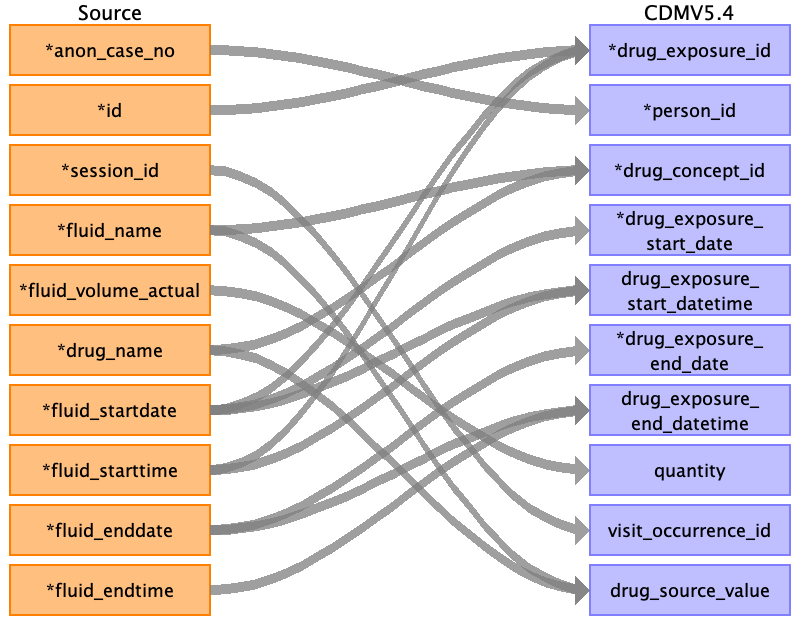 Source
CDMV5.4
*anon_case_no
*drug_exposure_id
*id
*person_id
*session_id
*drug_concept_id
*fluid_name
*drug_exposure_
start_date
*fluid_volume_actual
drug_exposure_
start_datetime
*drug_name
*drug_exposure_
end_date
*fluid_startdate
drug_exposure_
end_datetime
*fluid_starttime
quantity
*fluid_enddate
visit_occurrence_id
*fluid_endtime
drug_source_value